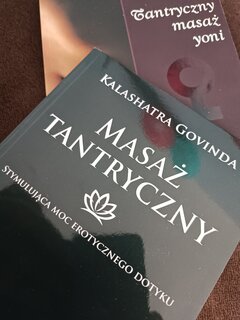 Tantryczny
masaż
yoni
KALASHATRA GOVINDA
MASAŻ
TANTRYCZNY
STYMULUJĄCA MOC EROTYCZNEGO DOTYKU